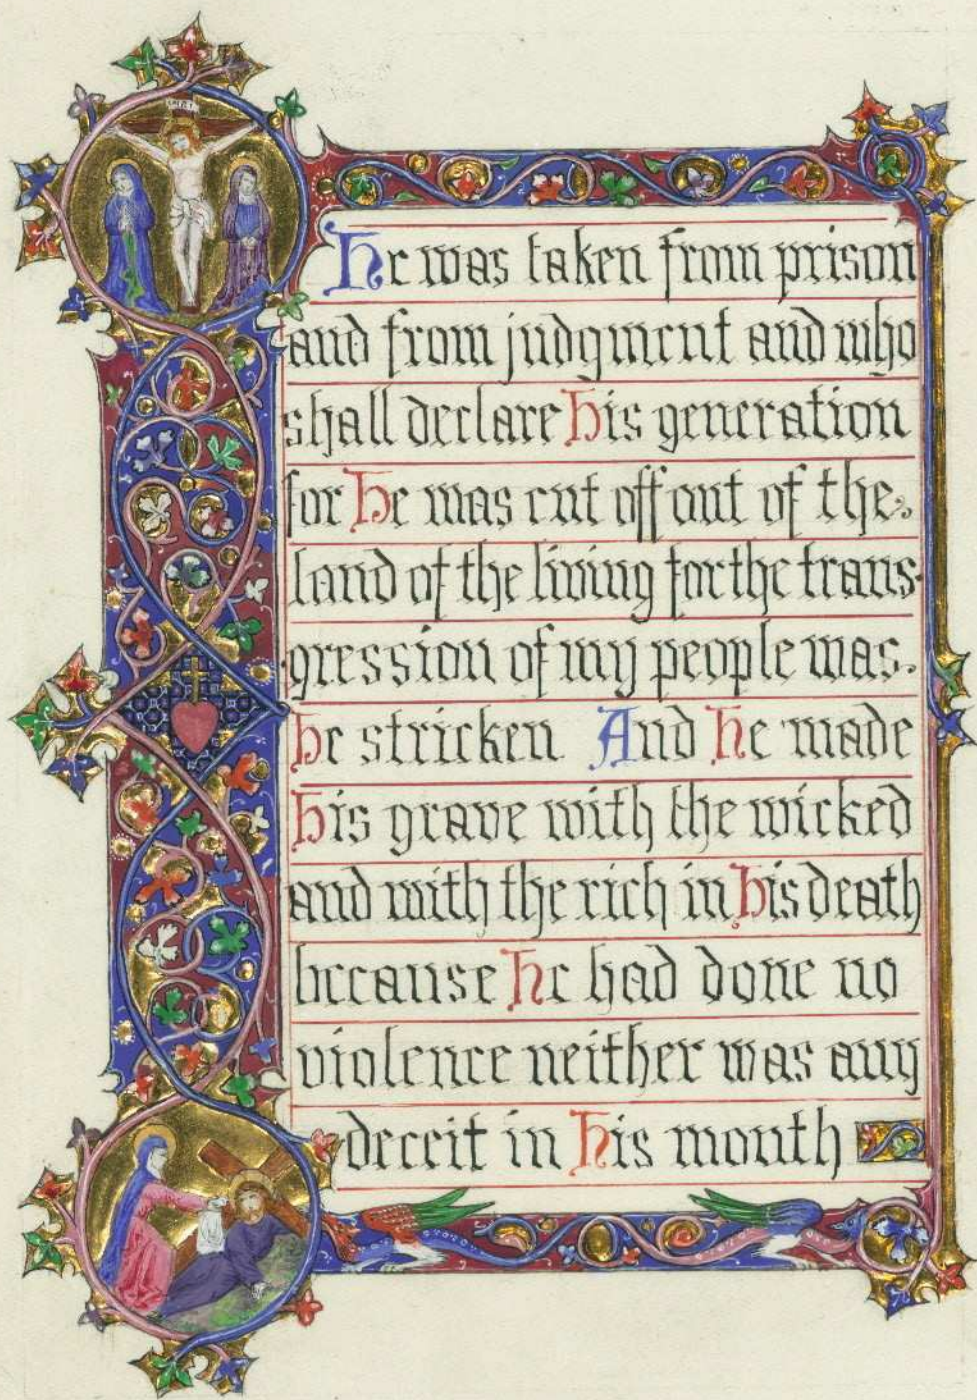 INRI
He was taken from prison
and from judgment and who
shall declare His generation
for He was cut off out of the
land of the living for the trans
gression of my people was.
He stricken And He made
His grave with the wicked
and with the rich in His death
because He had done no
violence neither was any
deceit in His mouth